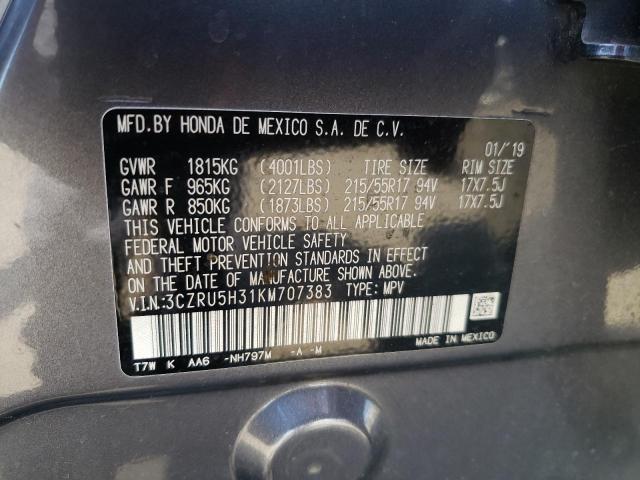 MFD.BY HONDA DE MEXICO S.A. DE C.V.
01/'19
GVWR 1815KG (4001LBS) TIRE SIZE RIM SIZE
GAWR F 965KG (2127LBS) 215/55R17 94V 17X7.5J
GAWR R 850KG (1873LBS) 215/55R17 94V 17X7.5J
THIS VEHICLE CONFORMS TO ALL APPLICABLE
FEDERAL MOTOR VEHICLE SAFETY
AND THEFT PREVENTION STANDARDS IN EFFECT
ON THE DATE OF MANUFACTURE SHOWN ABOVE.
V.I.N.:3CZRU5H31KM707383 TYPE: MPV
T7W K AA6 -NH797M -A -M
MADE IN MEXICO